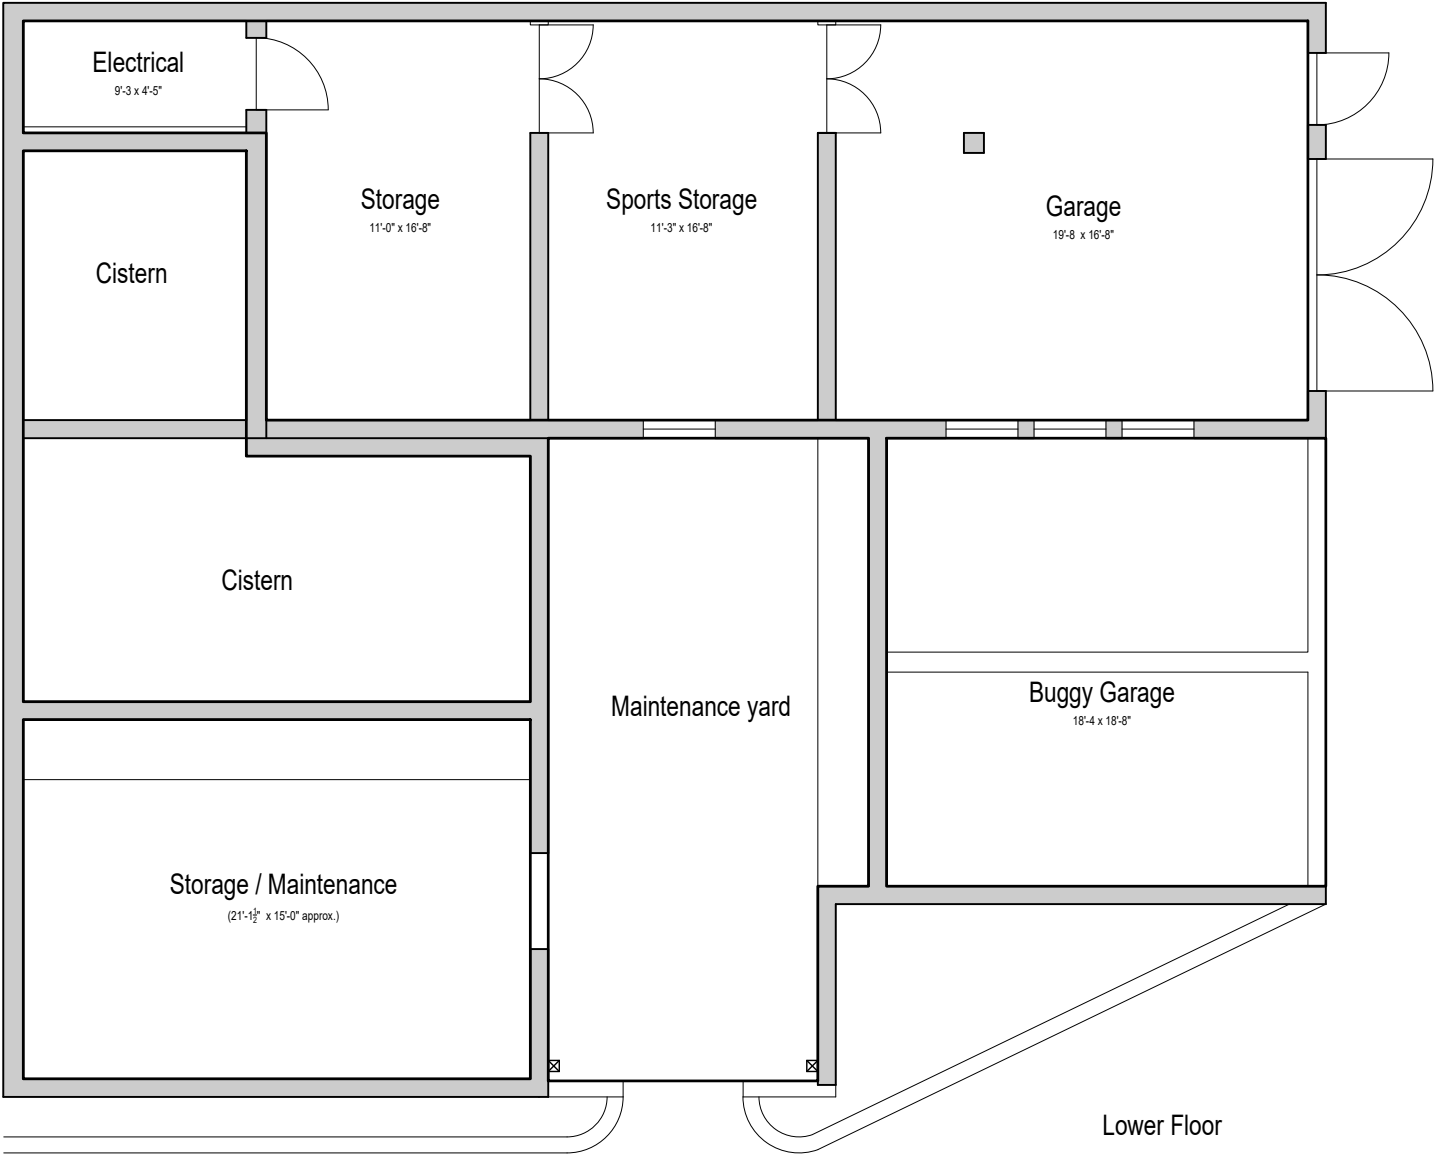 Electrical
9'-3 x 4'-5"
Storage
11'-0" x 16'-8"
Sports Storage
11'-3" x 16'-8"
Garage
19'-8 x 16'-8"
Cistern
Cistern
Maintenance yard
Buggy Garage
18'-4 x 18'-8"
Storage / Maintenance
(21'-1½" x 15'-0" approx.)
Lower Floor